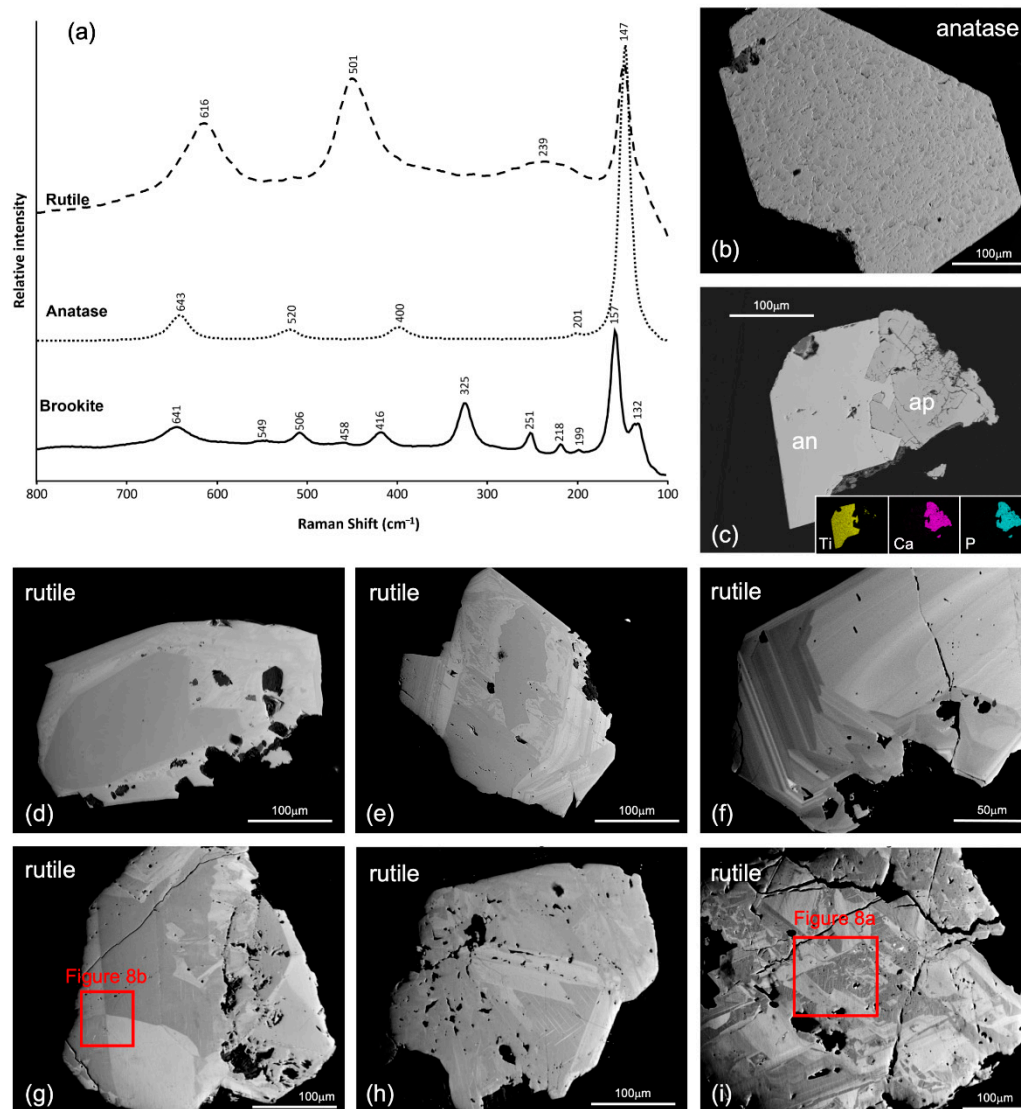 (a)
147
501
616
239
Rutile
Relative intensity
Anatase
643
520
400
201
157
Brookite
641
549
506
458
416
325
251
218
199
132
800
700
600
500
400
300
200
100
Raman Shift (cm⁻¹)
anatase
(b)
100μm
100μm
an
ap
(c)
Ti
Ca
P
rutile
(d)
100μm
rutile
(e)
100μm
rutile
(f)
50μm
rutile
Figure 8b
(g)
100μm
rutile
(h)
100μm
rutile
Figure 8a
(i)
100μm